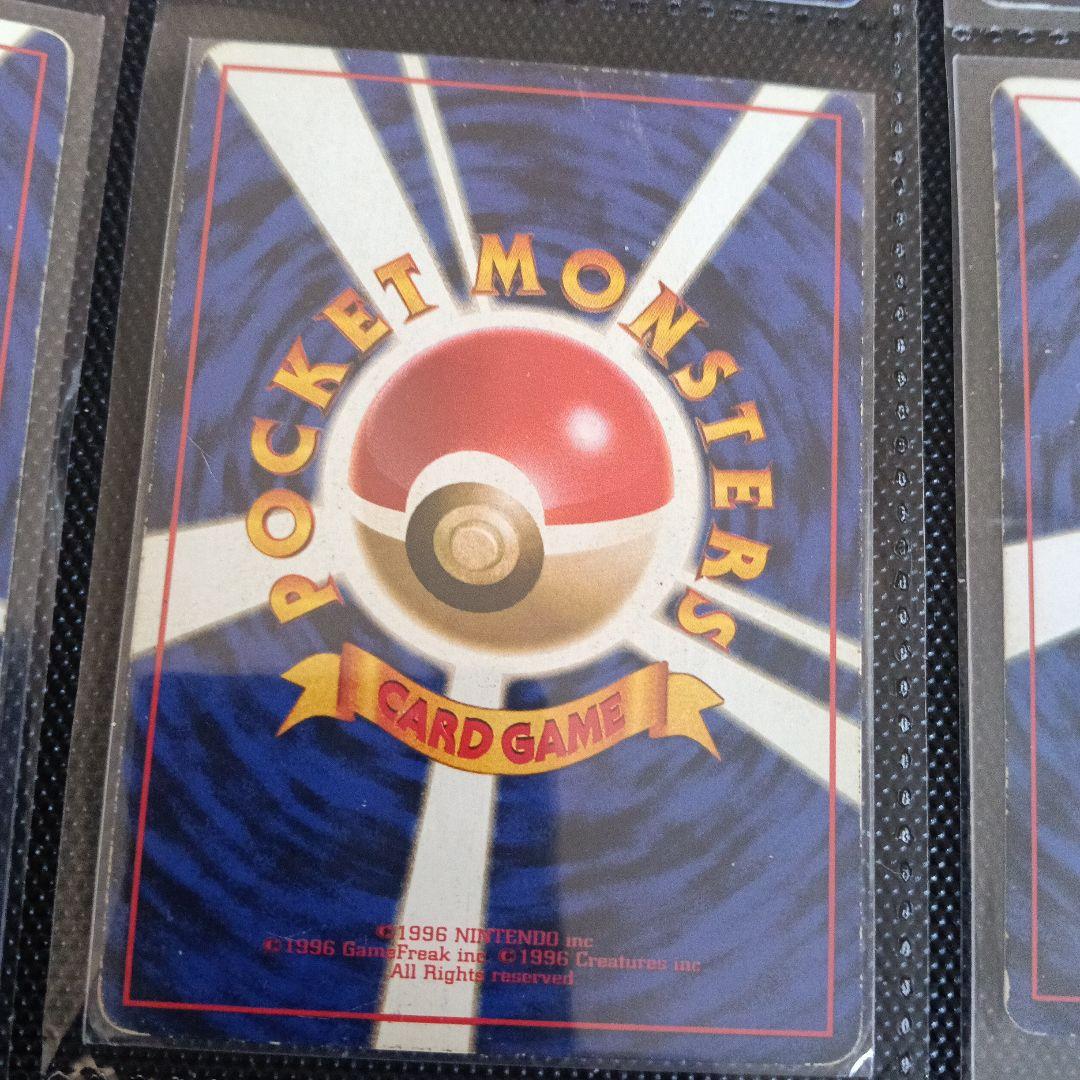 POCKET MONSTERS
CARD GAME
©1996 NINTENDO inc
©1996 GameFreak inc. ©1996 Creatures inc
All Rights reserved